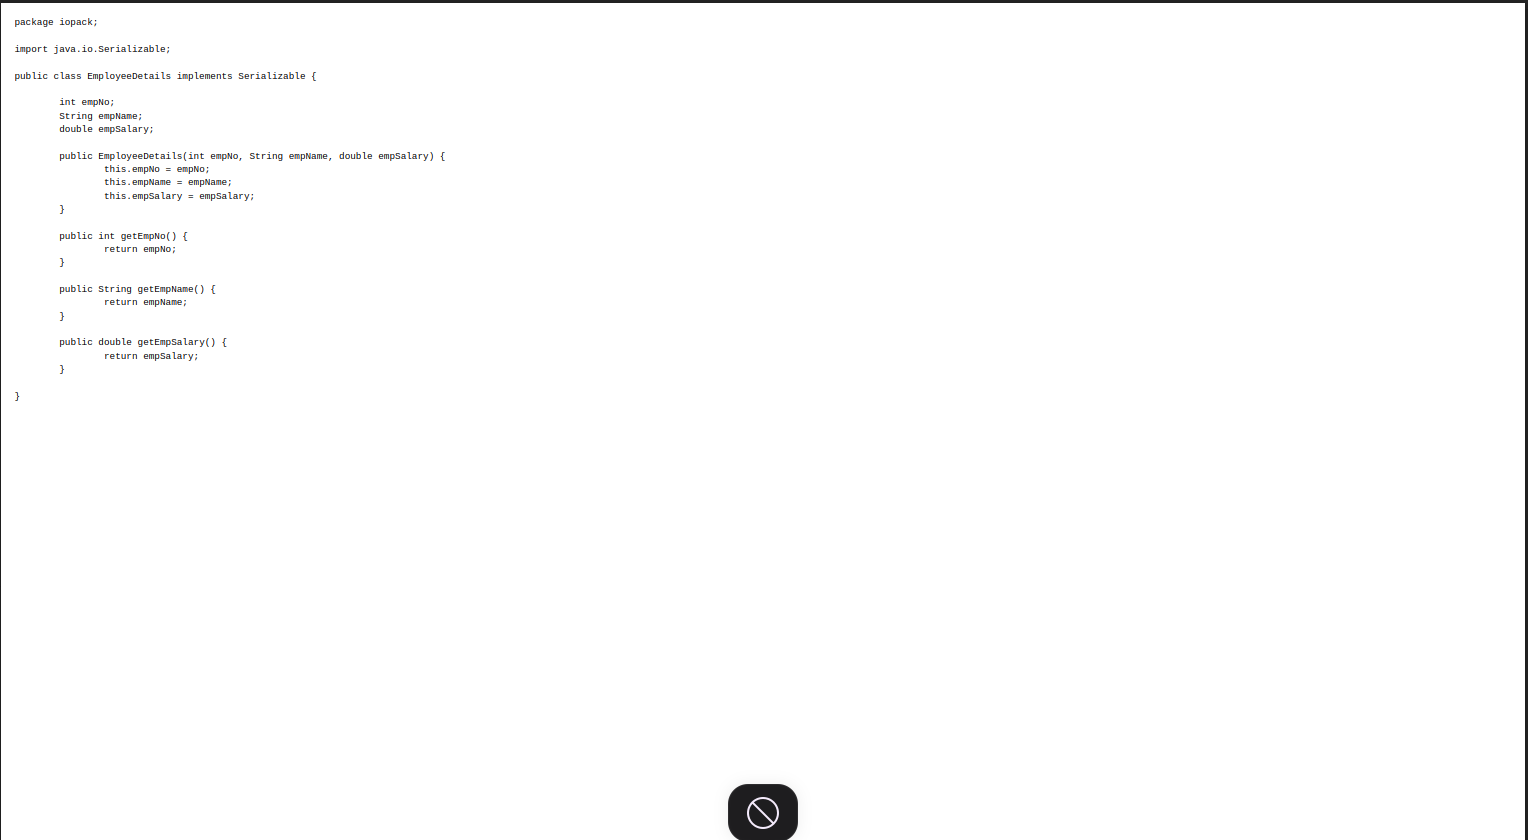 package iopack;

import java.io.Serializable;

public class EmployeeDetails implements Serializable {

        int empNo;
        String empName;
        double empSalary;

        public EmployeeDetails(int empNo, String empName, double empSalary) {
                this.empNo = empNo;
                this.empName = empName;
                this.empSalary = empSalary;
        }

        public int getEmpNo() {
                return empNo;
        }

        public String getEmpName() {
                return empName;
        }

        public double getEmpSalary() {
                return empSalary;
        }

}